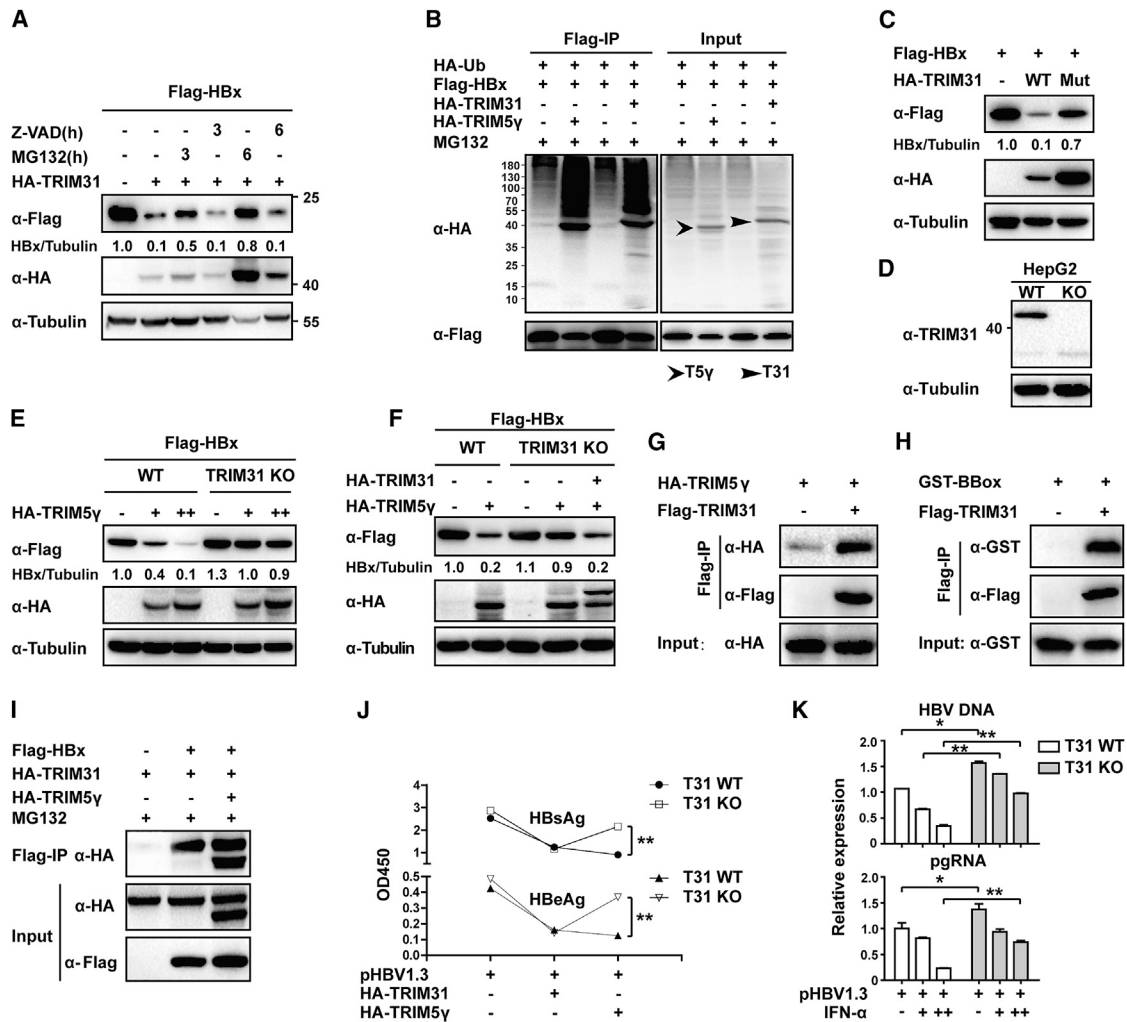 A
Flag-HBx
Z-VAD(h) - - - 3 - 6
MG132(h) - - 3 - 6 -
HA-TRIM31 - + + + + +
α-Flag 25
HBx/Tubulin 1.0 0.1 0.5 0.1 0.8 0.1
α-HA 40
α-Tubulin 55
B
Flag-IP Input
HA-Ub + + + + + + + +
Flag-HBx + + + + + + + +
HA-TRIM31 - - - + - - - +
HA-TRIM5γ - + - - - + - -
MG132 + + + + + + + +
180
130
100
70
55
α-HA 40
35
25
15
10
α-Flag
T5γ T31
C
Flag-HBx + + +
HA-TRIM31 - WT Mut
α-Flag
HBx/Tubulin 1.0 0.1 0.7
α-HA
α-Tubulin
D
HepG2
WT KO
40
α-TRIM31
α-Tubulin
E
Flag-HBx
WT TRIM31 KO
HA-TRIM5γ - + ++ - + ++
α-Flag
HBx/Tubulin 1.0 0.4 0.1 1.3 1.0 0.9
α-HA
α-Tubulin
F
Flag-HBx
WT TRIM31 KO
HA-TRIM31 - - - - +
HA-TRIM5γ - + - + +
α-Flag
HBx/Tubulin 1.0 0.2 1.1 0.9 0.2
α-HA
α-Tubulin
G
HA-TRIM5γ + +
Flag-TRIM31 - +
Flag-IP
α-HA
α-Flag
Input: α-HA
H
GST-BBox + +
Flag-TRIM31 - +
Flag-IP
α-GST
α-Flag
Input: α-GST
I
Flag-HBx - + +
HA-TRIM31 + + +
HA-TRIM5γ - - +
MG132 + + +
Flag-IP α-HA
Input
α-HA
α-Flag
J
4
3
2
1
0.5
0.4
0.3
0.2
0.1
0.0
OD450
HBsAg
HBeAg
**
**
T31 WT
T31 KO
T31 WT
T31 KO
pHBV1.3 + + +
HA-TRIM31 - + -
HA-TRIM5γ - - +
K
HBV DNA
* ** **
2.0
1.5
1.0
0.5
0
T31 WT
T31 KO
Relative expression
pgRNA
* **
2.0
1.5
1.0
0.5
0
pHBV1.3 + + + + + +
IFN-α - + ++ - + ++